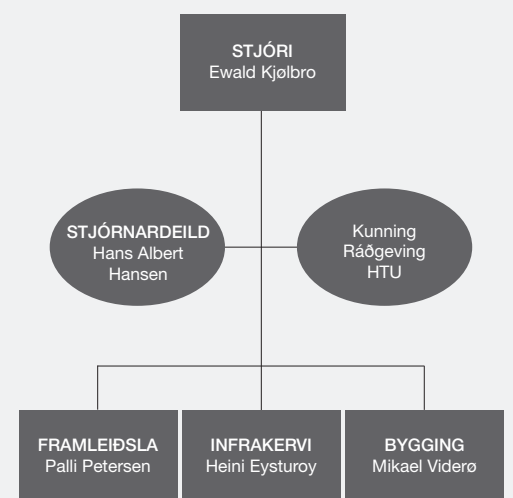 STJÓRI
Ewald Kjølbro
STJÓRNARDEILD
Hans Albert
Hansen
Kunning
Ráðgeving
HTU
FRAMLEIÐSLA
Palli Petersen
INFRAKERVI
Heini Eysturoy
BYGGING
Mikael Viderø